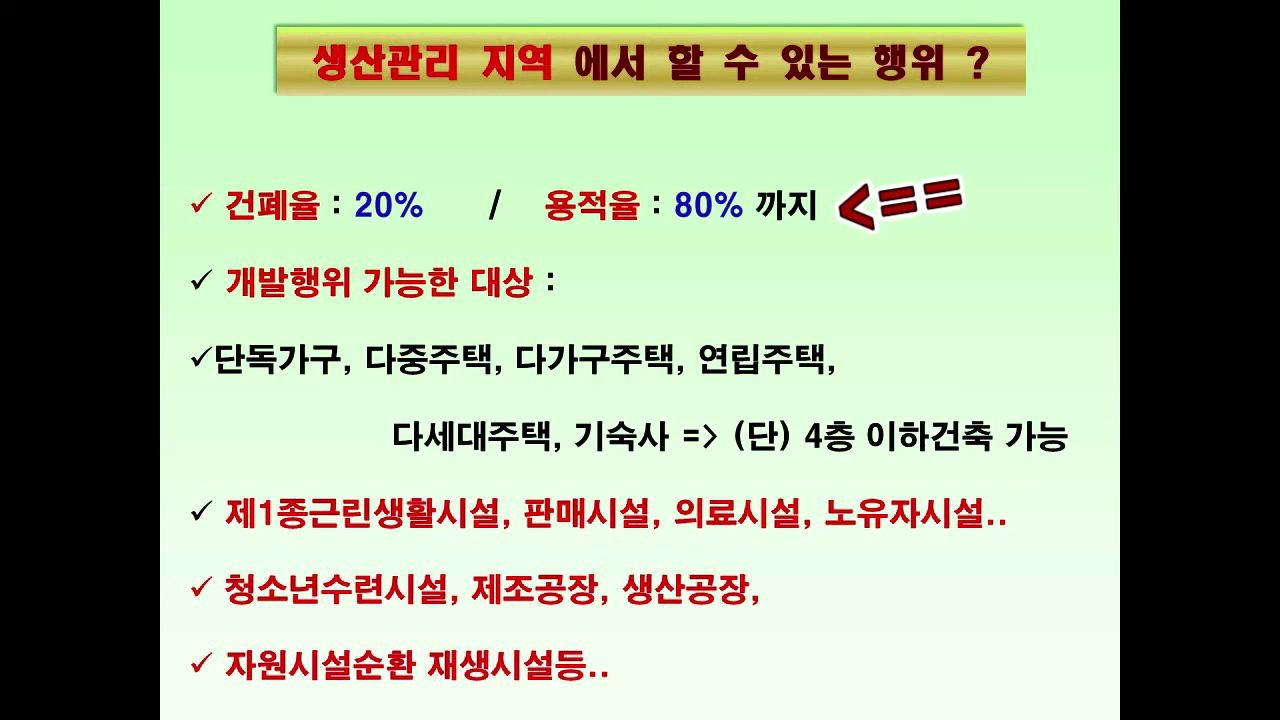 생산관리 지역 에서 할 수 있는 행위 ?
✓ 건폐율 : 20% / 용적율 : 80% 까지 <==
✓ 개발행위 가능한 대상 :
✓단독가구, 다중주택, 다가구주택, 연립주택,
다세대주택, 기숙사 => (단) 4층 이하건축 가능
✓ 제1종근린생활시설, 판매시설, 의료시설, 노유자시설..
✓ 청소년수련시설, 제조공장, 생산공장,
✓ 자원시설순환 재생시설등..